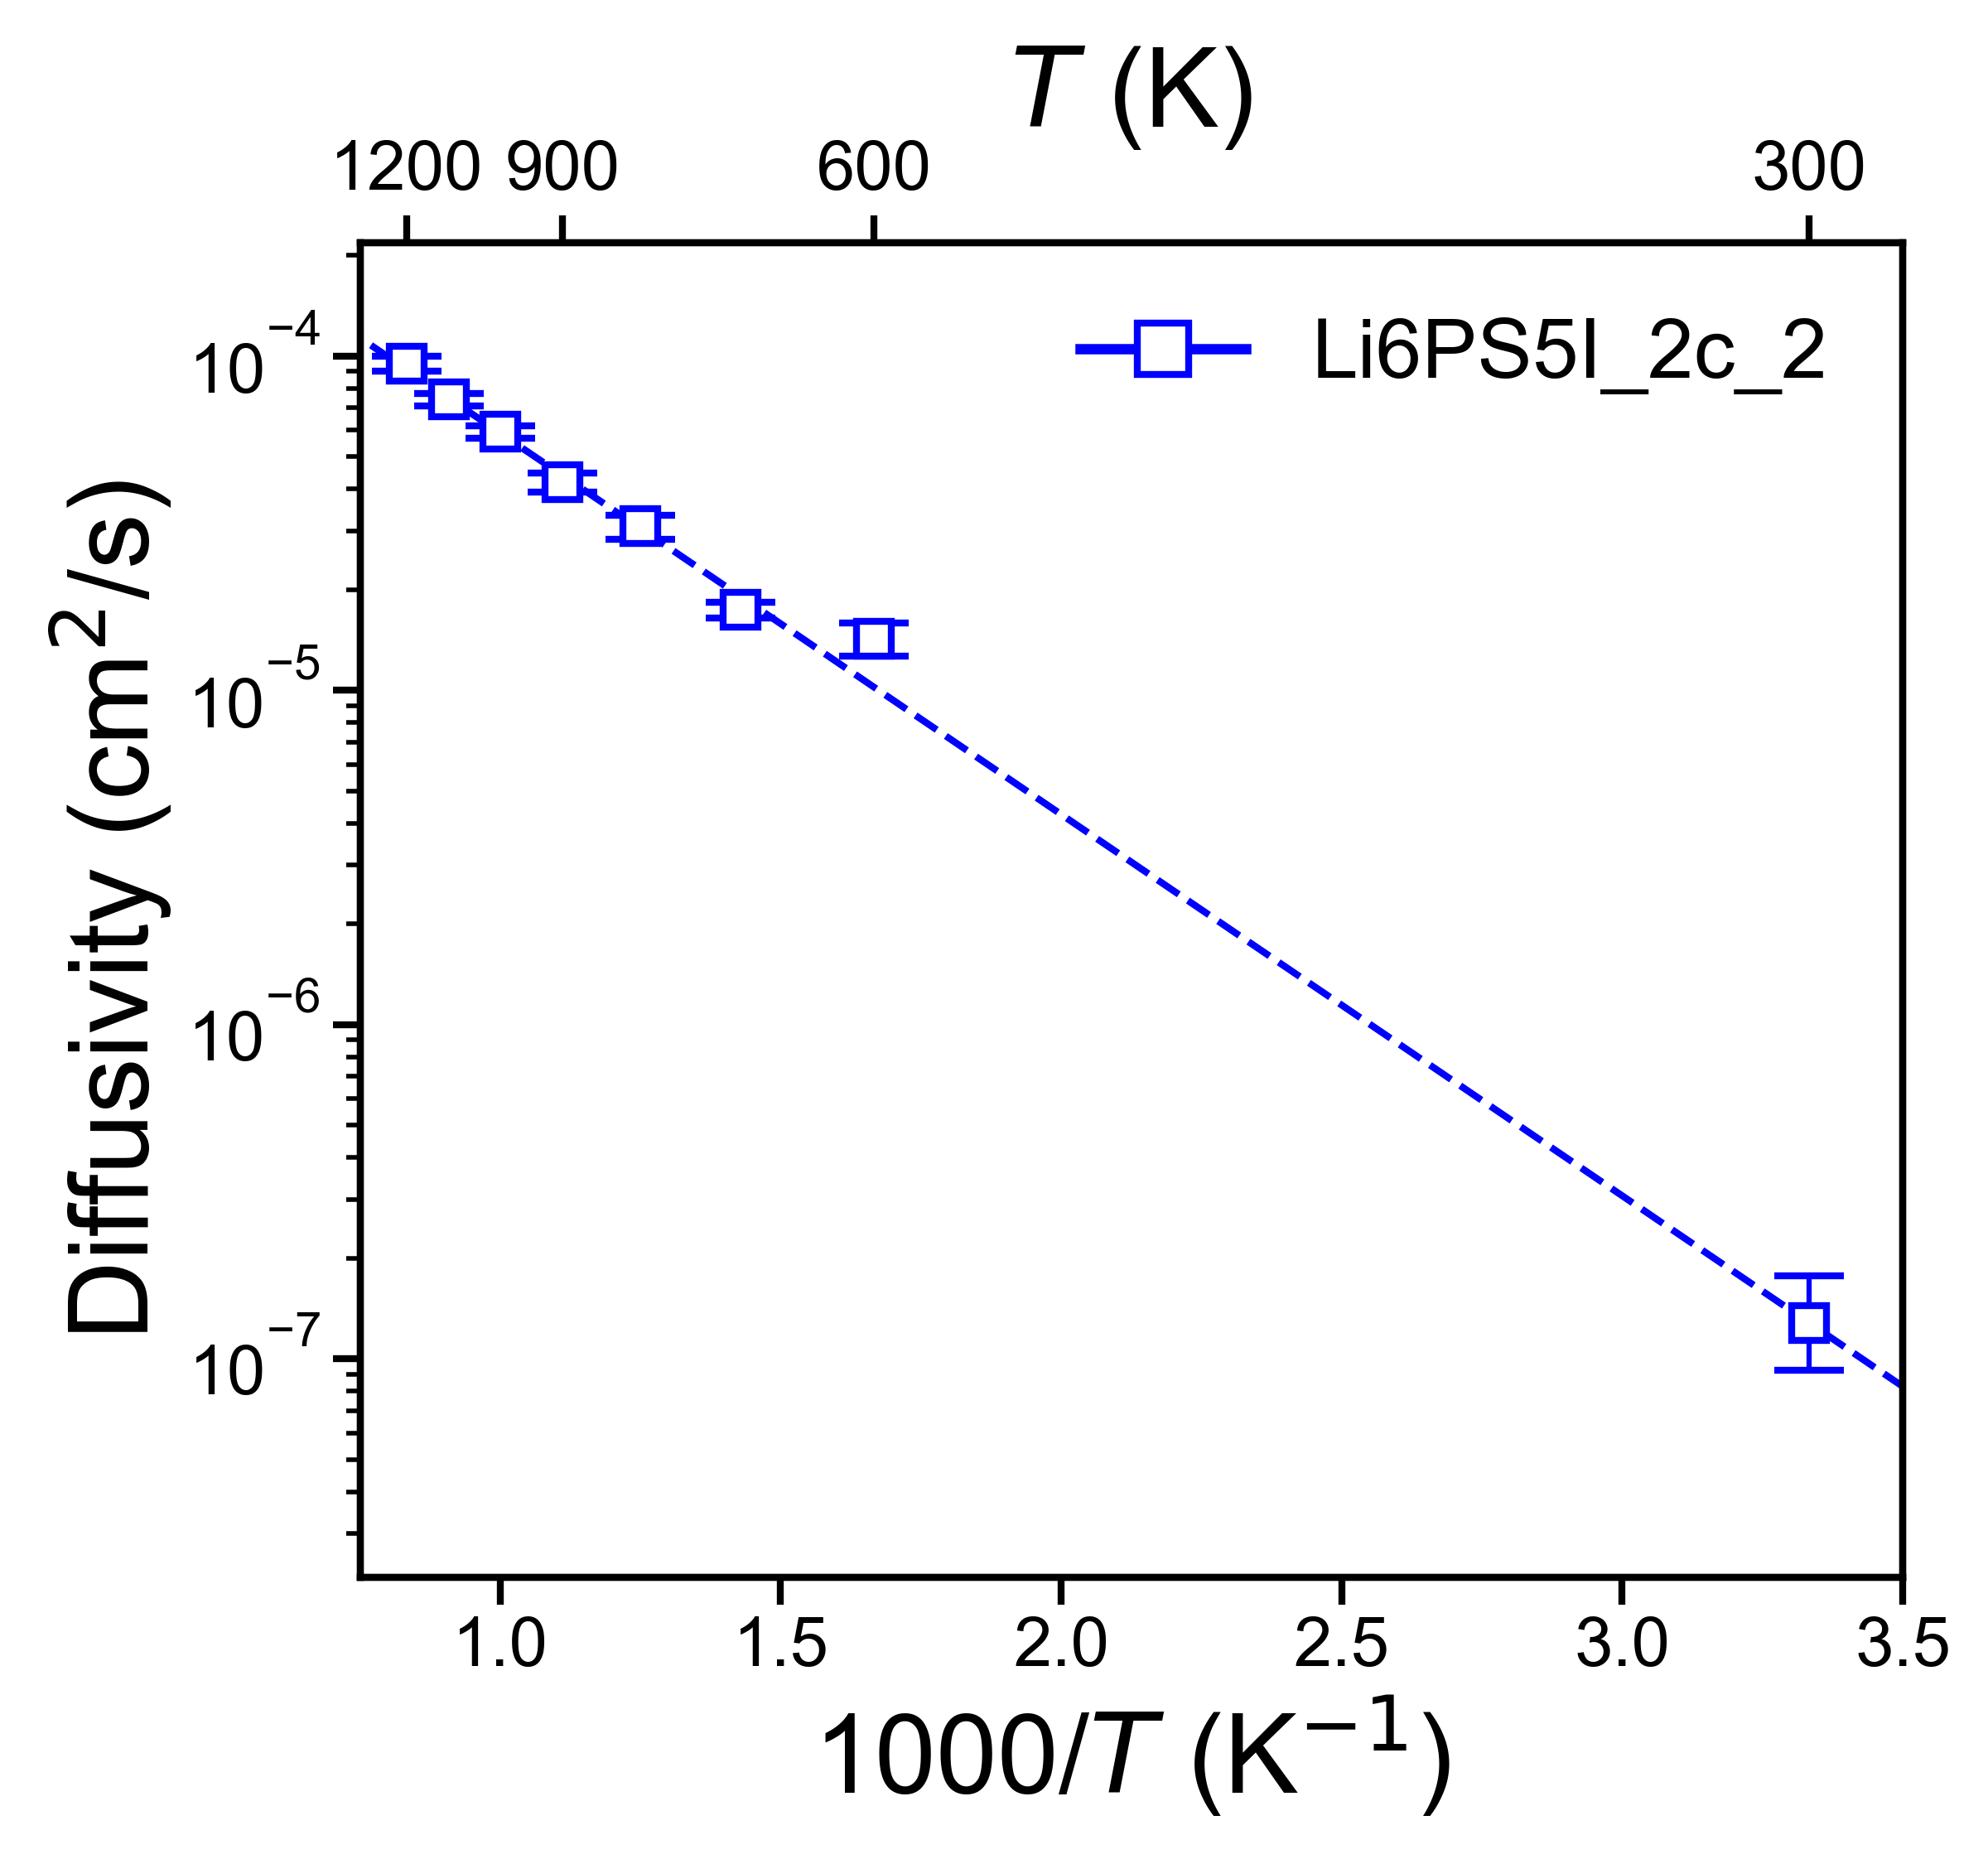 T (K)
1200 900 600 300
Li6PS5I_2c_2
Diffusivity (cm²/s)
10⁻⁴
10⁻⁵
10⁻⁶
10⁻⁷
1.0 1.5 2.0 2.5 3.0 3.5
1000/T (K⁻¹)